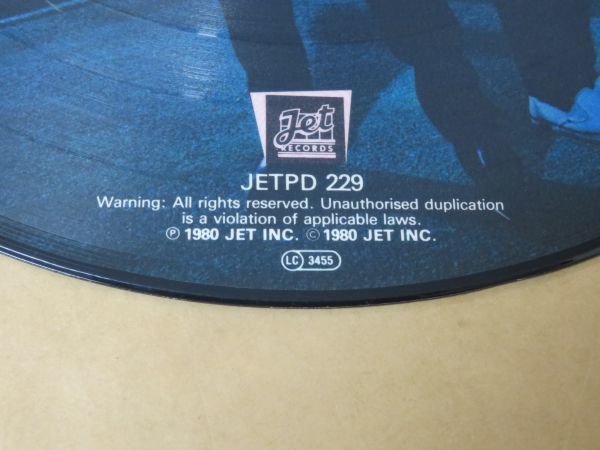 Jet
RECORDS
JETPD 229
Warning: All rights reserved. Unauthorised duplication
is a violation of applicable laws.
Ⓟ 1980 JET INC. © 1980 JET INC.
LC 3455